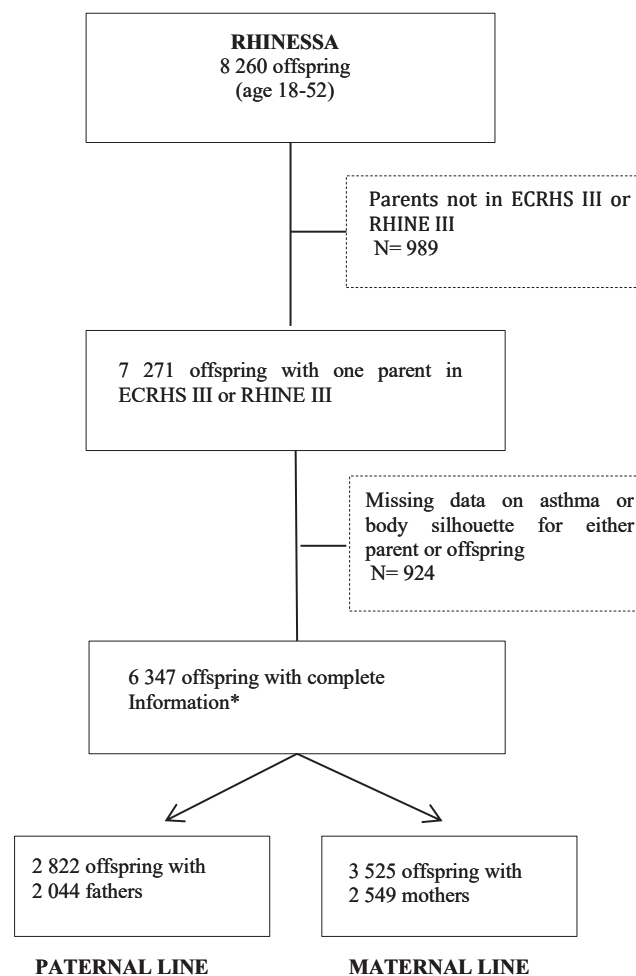 RHINESSA
8 260 offspring
(age 18-52)
Parents not in ECRHS III or
RHINE III
N= 989
7 271 offspring with one parent in
ECRHS III or RHINE III
Missing data on asthma or
body silhouette for either
parent or offspring
N= 924
6 347 offspring with complete
Information*
2 822 offspring with
2 044 fathers
3 525 offspring with
2 549 mothers
PATERNAL LINE
MATERNAL LINE